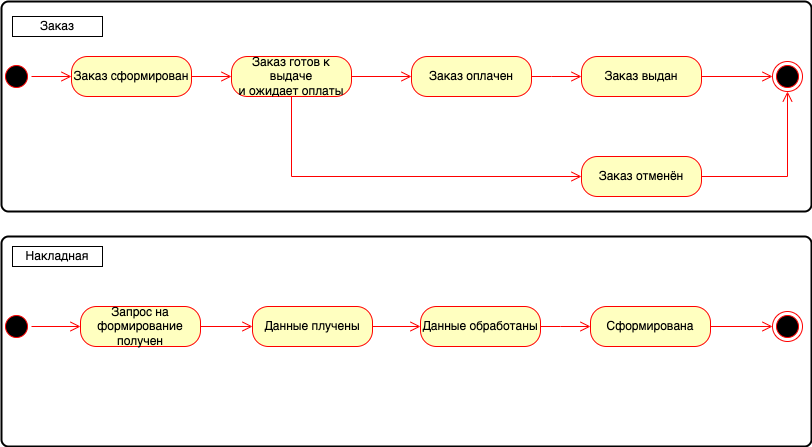 Заказ
Заказ сформирован
Заказ готов к
выдаче
и ожидает оплаты
Заказ оплачен
Заказ выдан
Заказ отменён
Накладная
Запрос на
формирование
получен
Данные плучены
Данные обработаны
Сформирована